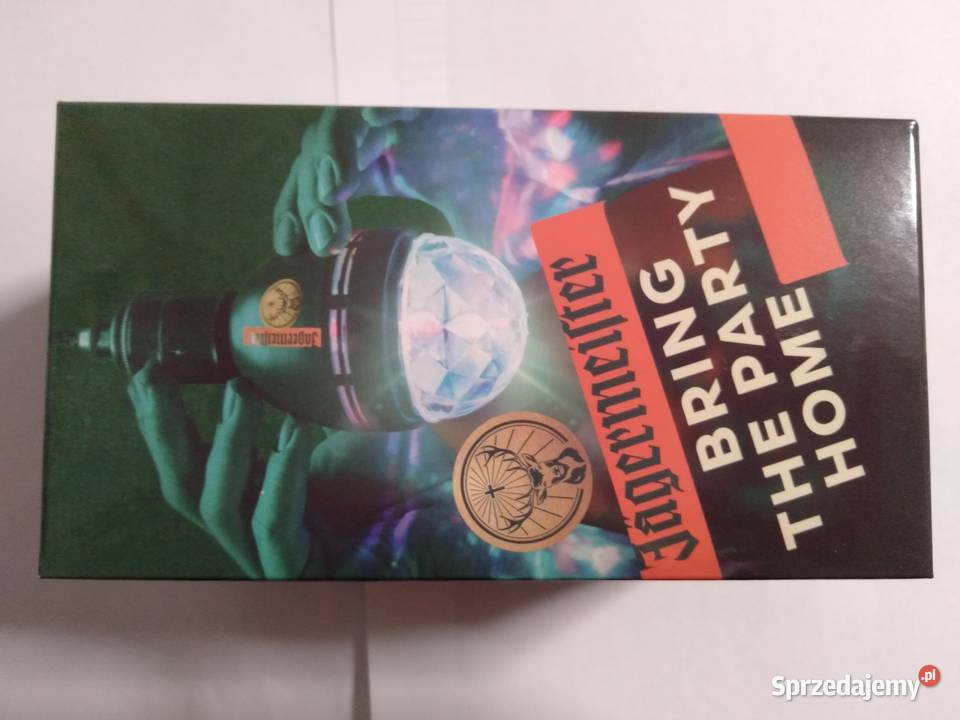 Jägermeister
BRING
THE PARTY
HOME
Jägermeister
Sprzedajemy.pl